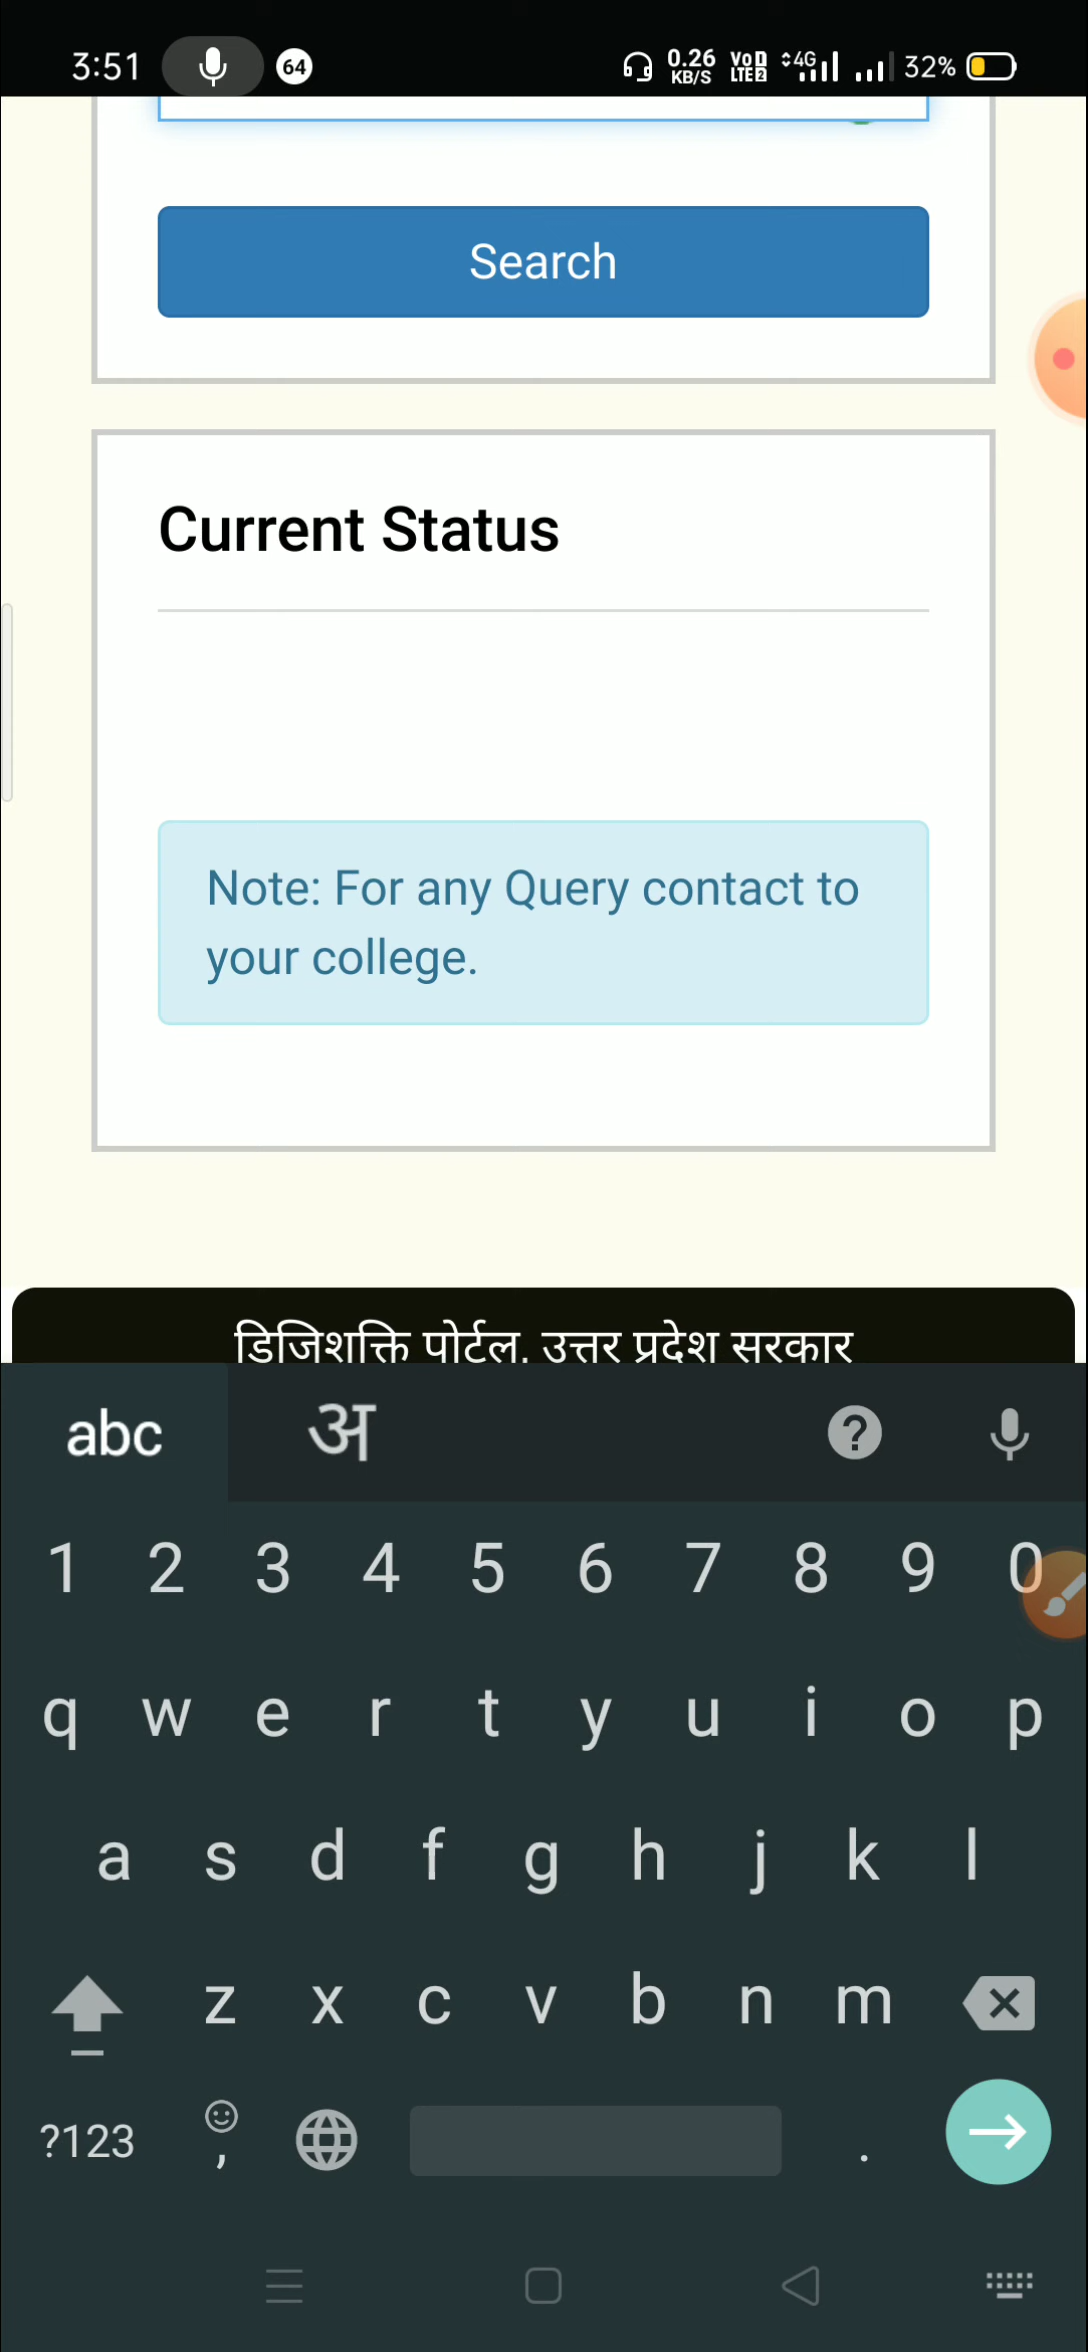 3:51
64
0.26
KB/S
Vo
LTE 2
4G
32%
Search
Current Status
Note: For any Query contact to
your college.
डिजिशक्ति पोर्टल, उत्तर प्रदेश सरकार
abc
अ
?
1 2 3 4 5 6 7 8 9 0
q w e r t y u i o p
a s d f g h j k l
z x c v b n m
?123
,
.